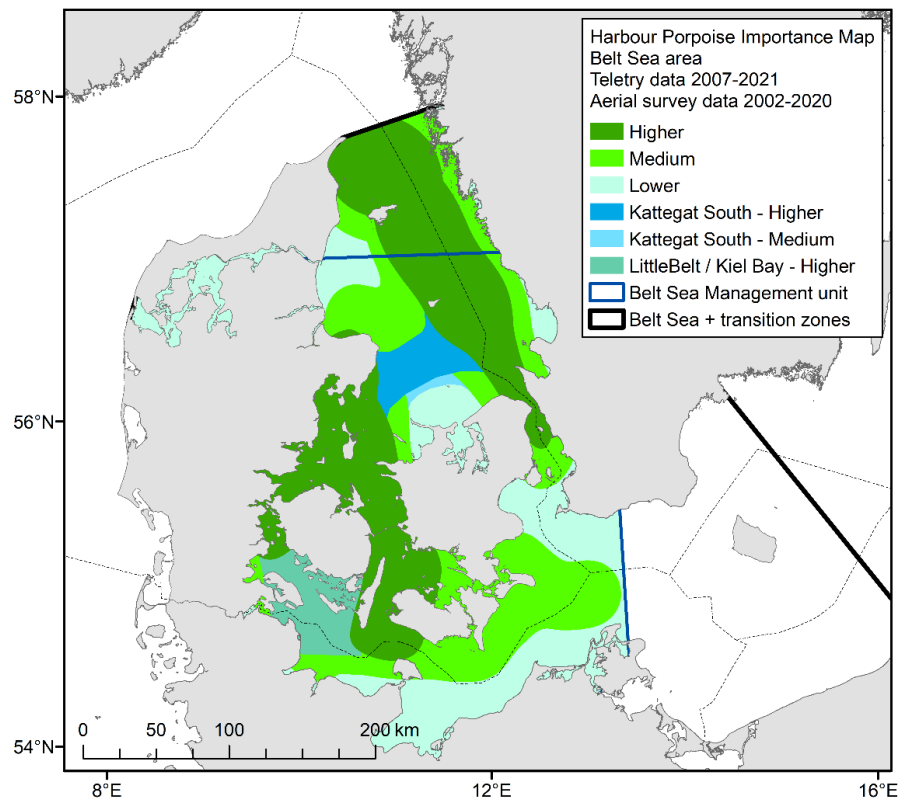 Harbour Porpoise Importance Map
Belt Sea area
Teletry data 2007-2021
Aerial survey data 2002-2020
Higher
Medium
Lower
Kattegat South - Higher
Kattegat South - Medium
LittleBelt / Kiel Bay - Higher
Belt Sea Management unit
Belt Sea + transition zones
58°N
56°N
54°N
0 50 100 200 km
8°E 12°E 16°E